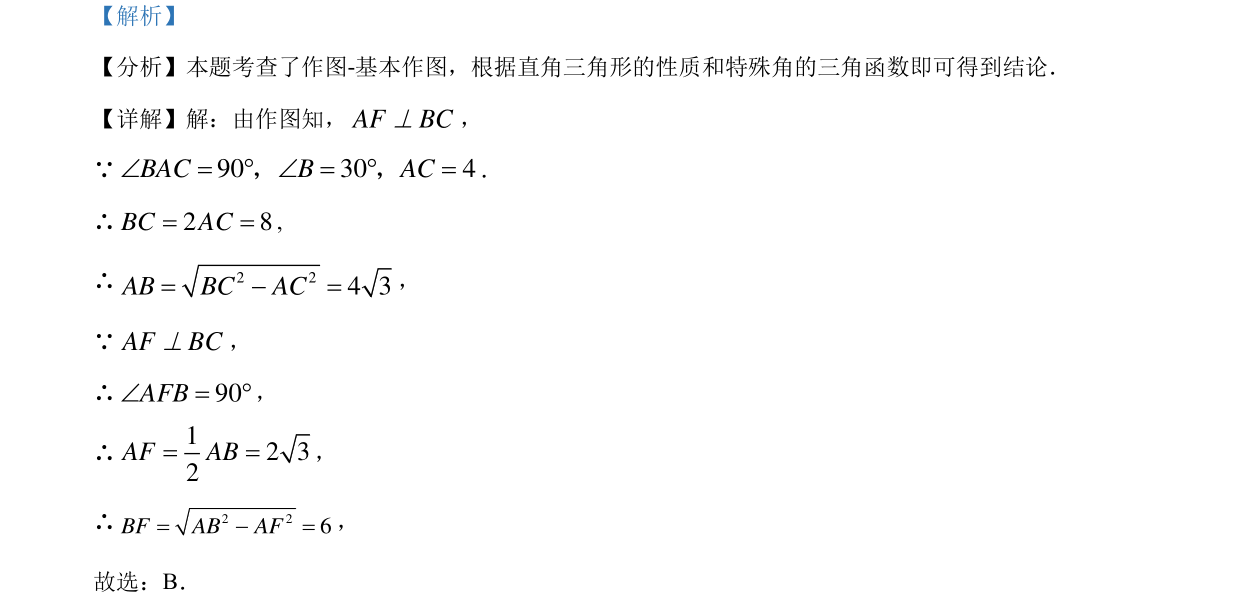 【解析】
【分析】本题考查了作图-基本作图，根据直角三角形的性质和特殊角的三角函数即可得到结论.
【详解】解：由作图知，AF⊥BC，
∵∠BAC=90°，∠B=30°，AC=4.
∴BC=2AC=8，
∴AB=√(BC²−AC²)=4√3，
∵AF⊥BC，
∴∠AFB=90°，
∴AF=1/2AB=2√3，
∴BF=√(AB²−AF²)=6，
故选：B.